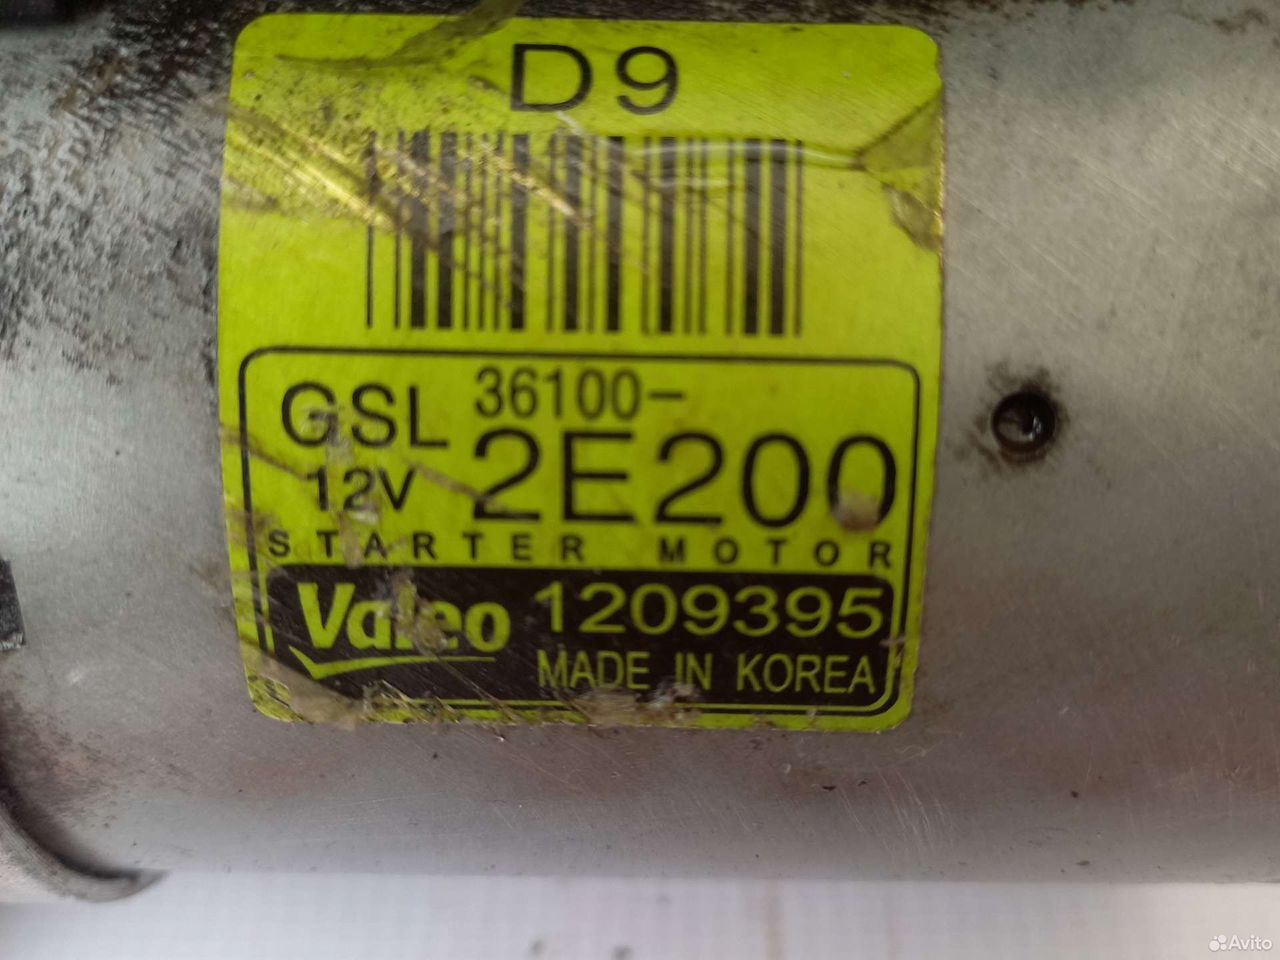 D9
GSL 36100-
12V 2E200
STARTER MOTOR
Valeo 1209395
MADE IN KOREA
Avito